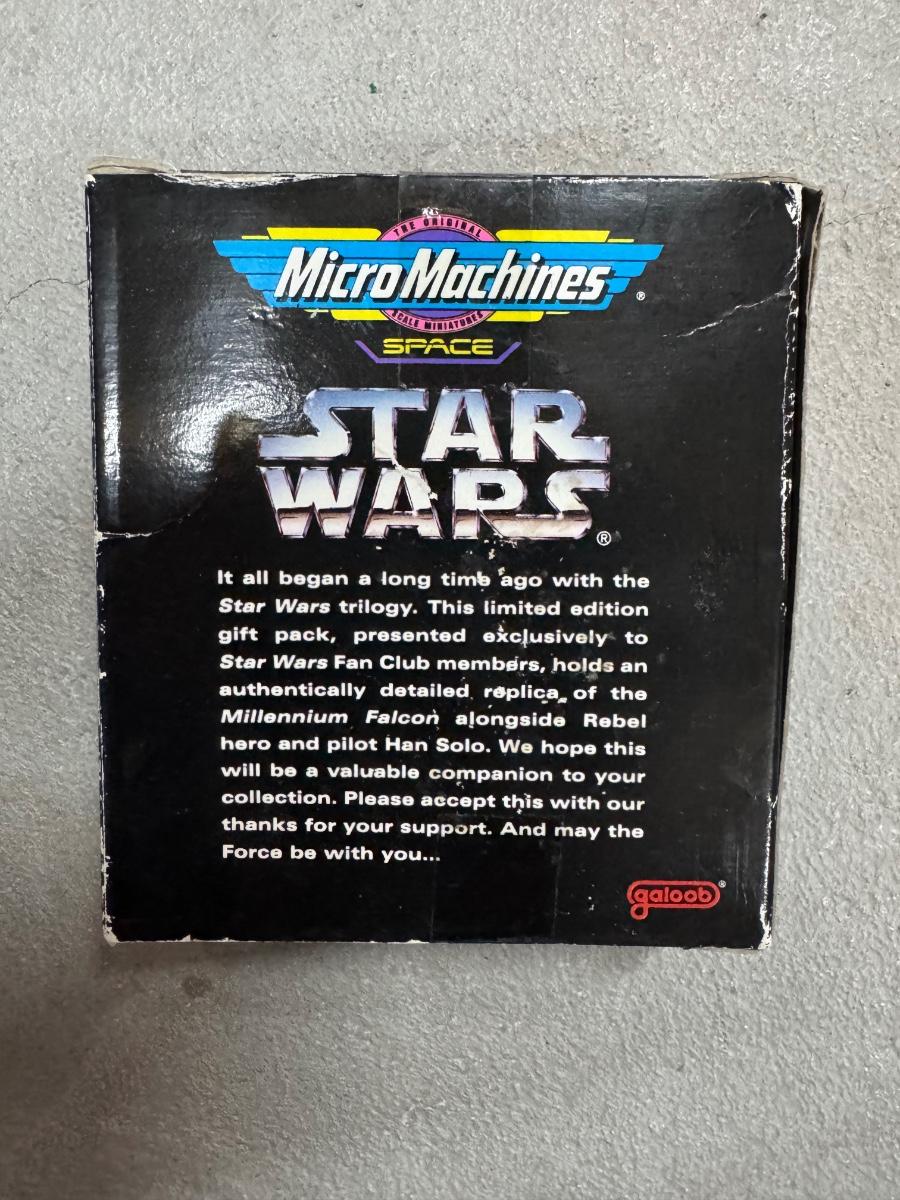 THE ORIGINAL
MicroMachines ®
SCALE MINIATURES
SPACE
STAR
WARS ®
It all began a long time ago with the
Star Wars trilogy. This limited edition
gift pack, presented exclusively to
Star Wars Fan Club members, holds an
authentically detailed replica of the
Millennium Falcon alongside Rebel
hero and pilot Han Solo. We hope this
will be a valuable companion to your
collection. Please accept this with our
thanks for your support. And may the
Force be with you...
galoob ®